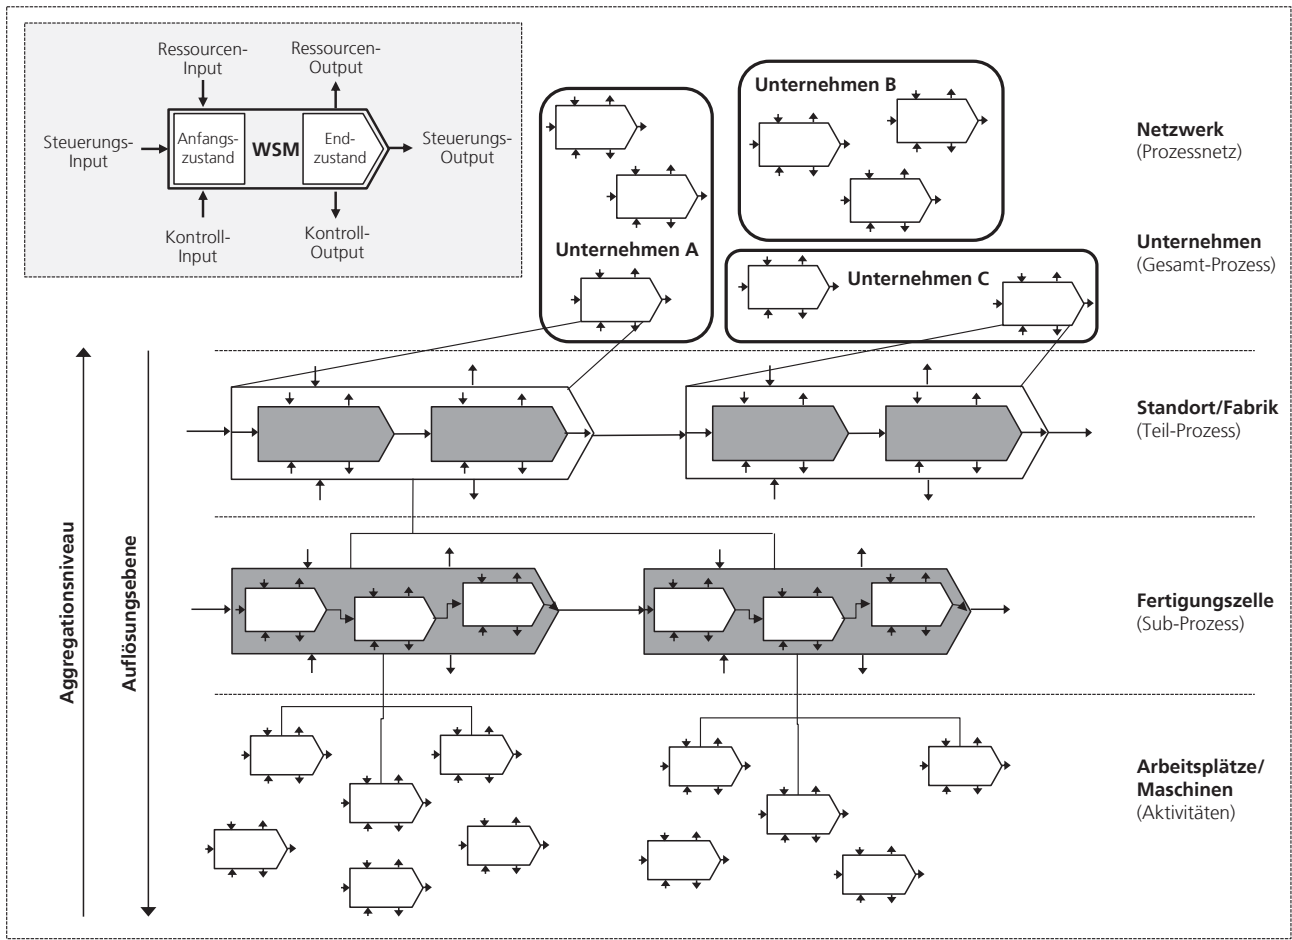 Ressourcen-
Input
Ressourcen-
Output
Steuerungs-
Input
Anfangs-
zustand
WSM
End-
zustand
Steuerungs-
Output
Kontroll-
Input
Kontroll-
Output
Unternehmen A
Unternehmen B
Unternehmen C
Netzwerk
(Prozessnetz)
Unternehmen
(Gesamt-Prozess)
Standort/Fabrik
(Teil-Prozess)
Fertigungszelle
(Sub-Prozess)
Arbeitsplätze/
Maschinen
(Aktivitäten)
Aggregationsniveau
Auflösungsebene